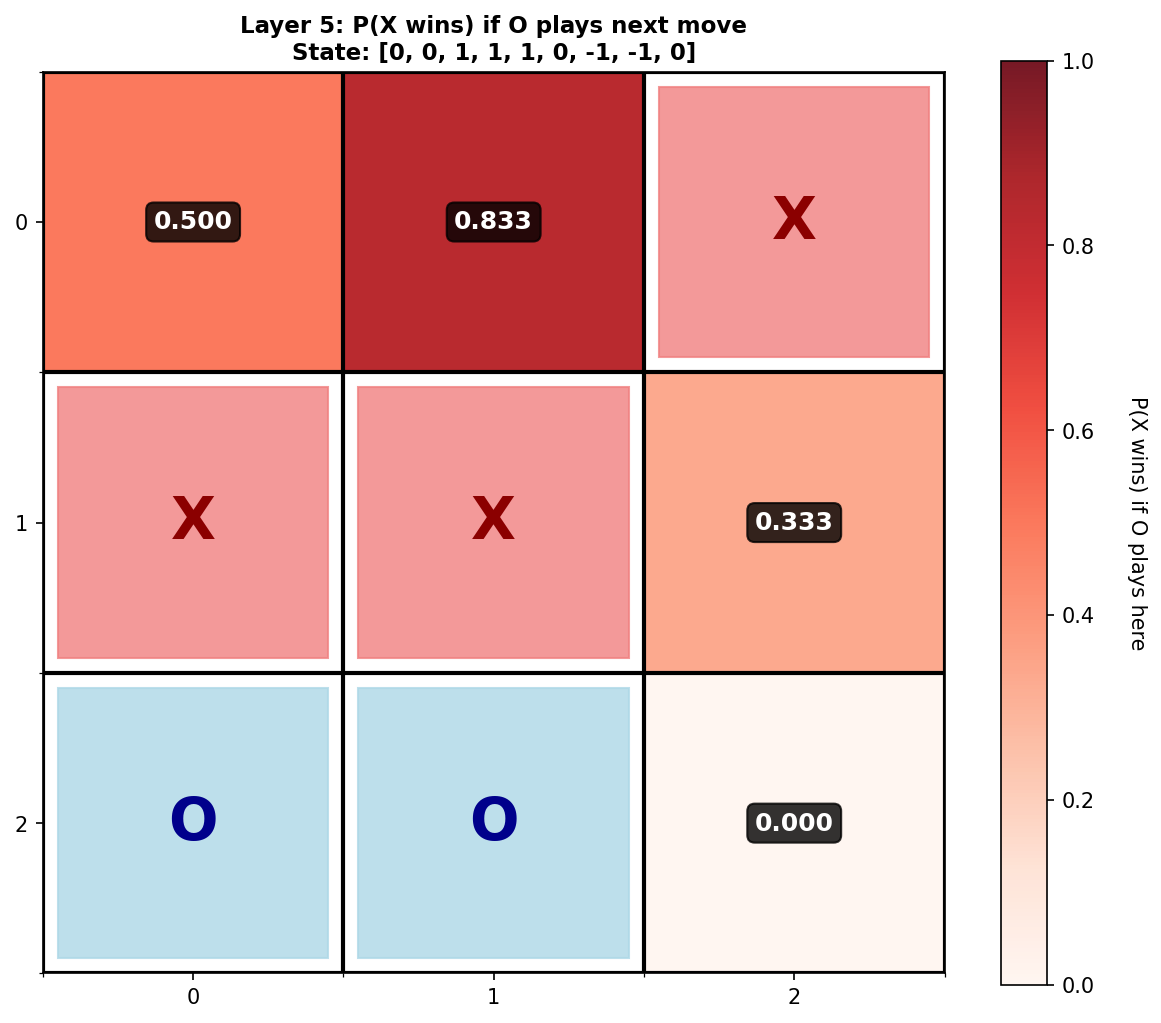 Layer 5: P(X wins) if O plays next move
State: [0, 0, 1, 1, 1, 0, -1, -1, 0]
1.0
0
0.500
0.833
X
0.8
0.6
P(X wins) if O plays here
1
X
X
0.333
0.4
0.2
2
O
O
0.000
0.0
0
1
2